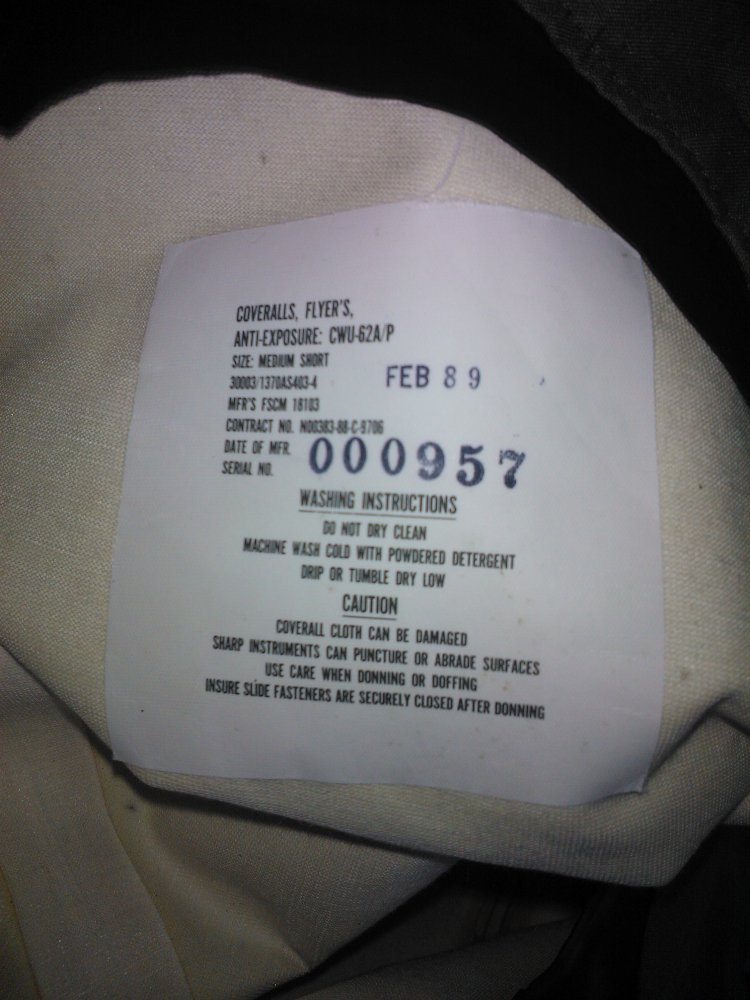 COVERALLS, FLYER'S,
ANTI-EXPOSURE: CWU-62A/P
SIZE: MEDIUM SHORT
30003/1370AS403-4
FEB 89
MFR'S FSCM 18103
CONTRACT NO. N00383-88-C-9706
DATE OF MFR.
SERIAL NO.
000957
WASHING INSTRUCTIONS
DO NOT DRY CLEAN
MACHINE WASH COLD WITH POWDERED DETERGENT
DRIP OR TUMBLE DRY LOW
CAUTION
COVERALL CLOTH CAN BE DAMAGED
SHARP INSTRUMENTS CAN PUNCTURE OR ABRADE SURFACES
USE CARE WHEN DONNING OR DOFFING
INSURE SLIDE FASTENERS ARE SECURELY CLOSED AFTER DONNING